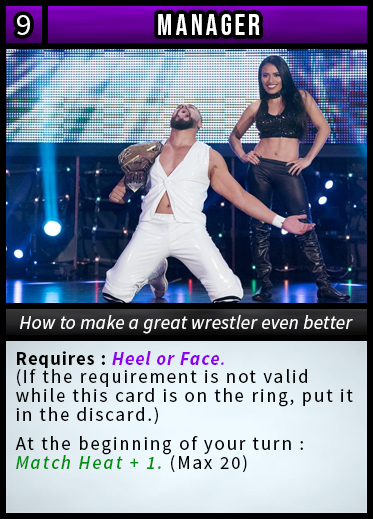 9
MANAGER
How to make a great wrestler even better
Requires : Heel or Face.
(If the requirement is not valid
while this card is on the ring, put it
in the discard.)
At the beginning of your turn :
Match Heat + 1. (Max 20)